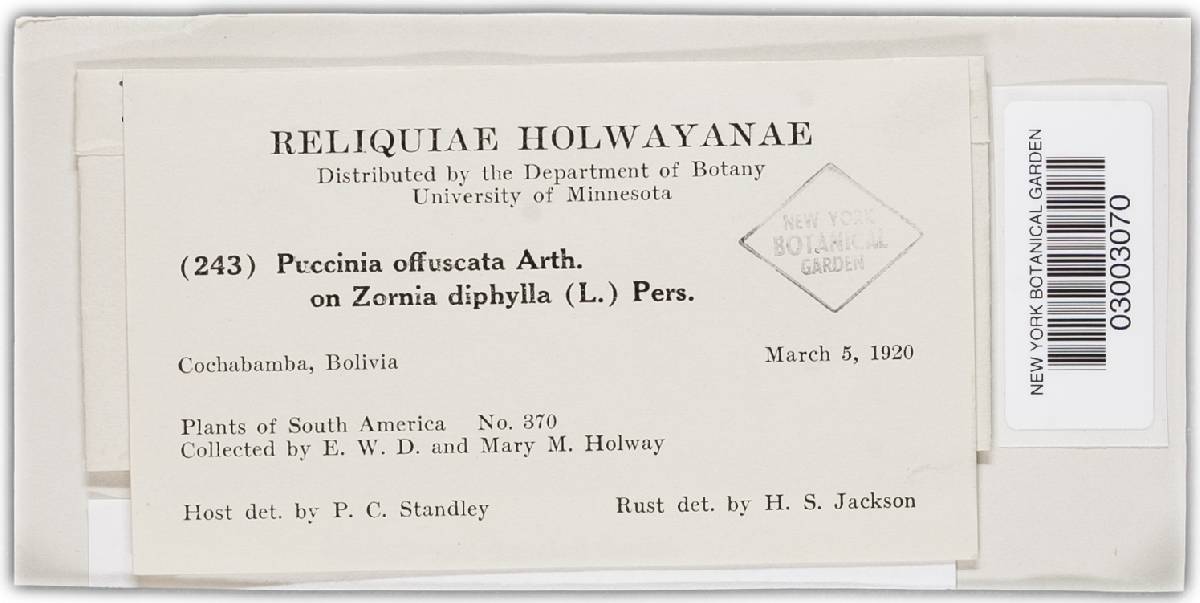 RELIQUIAE HOLWAYANAE
Distributed by the Department of Botany
University of Minnesota
NEW YORK
BOTANICAL
GARDEN
(243) Puccinia offuscata Arth.
on Zornia diphylla (L.) Pers.
Cochabamba, Bolivia
March 5, 1920
Plants of South America No. 370
Collected by E. W. D. and Mary M. Holway
Host det. by P. C. Standley
Rust det. by H. S. Jackson
NEW YORK BOTANICAL GARDEN
03003070